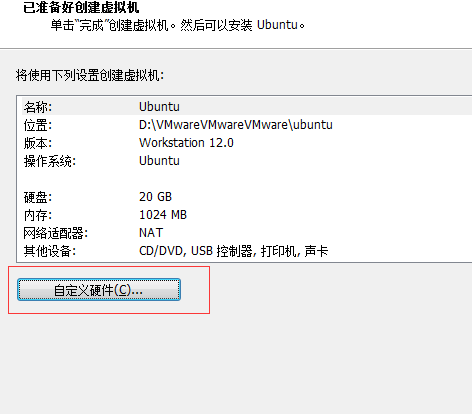 已准备好创建虚拟机
单击“完成”创建虚拟机。然后可以安装 Ubuntu。
将使用下列设置创建虚拟机:
名称: Ubuntu
位置: D:\VMwareVMwareVMware\ubuntu
版本: Workstation 12.0
操作系统: Ubuntu
硬盘: 20 GB
内存: 1024 MB
网络适配器: NAT
其他设备: CD/DVD, USB 控制器, 打印机, 声卡
自定义硬件(C)...